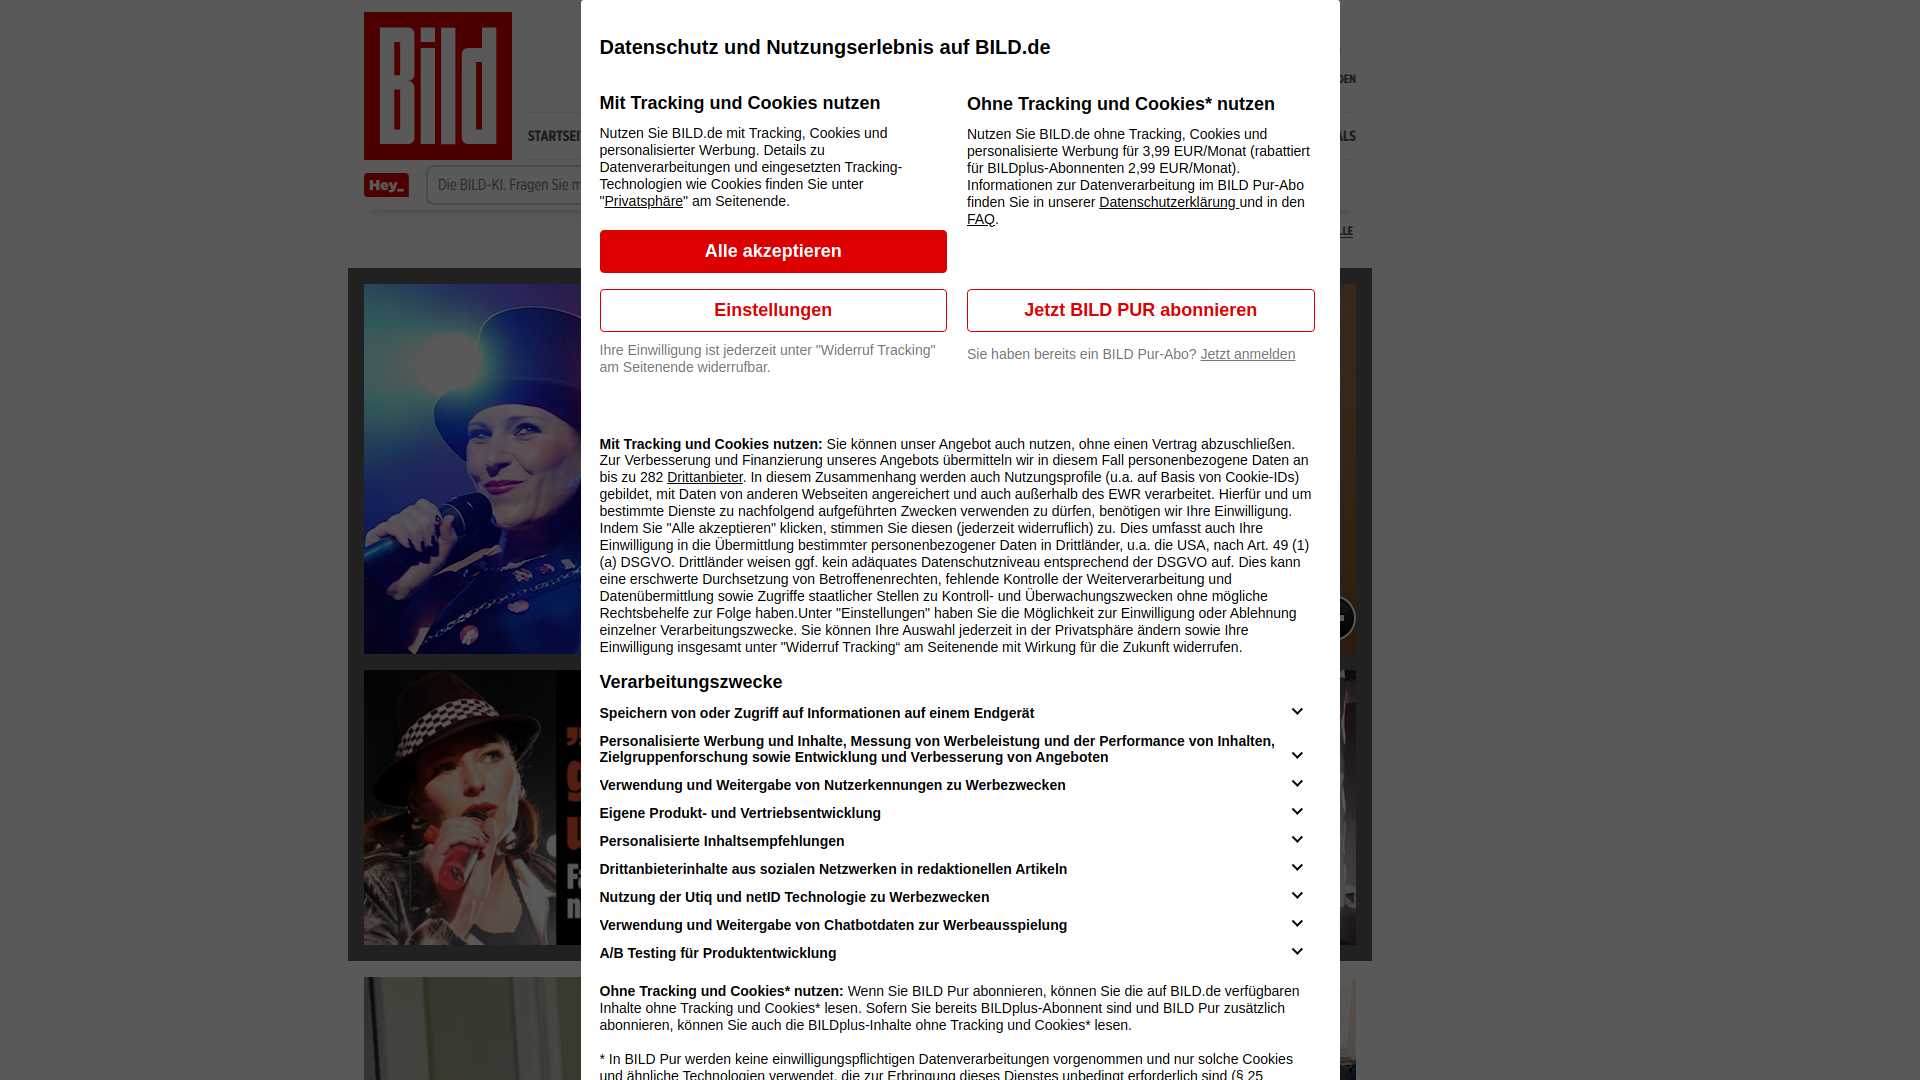 Bild
Datenschutz und Nutzungserlebnis auf BILD.de
DEN
STARTSEI
ALS
Hey_
Die BILD-KI. Fragen Sie m
LLE
Mit Tracking und Cookies nutzen
Nutzen Sie BILD.de mit Tracking, Cookies und
personalisierter Werbung. Details zu
Datenverarbeitungen und eingesetzten Tracking-
Technologien wie Cookies finden Sie unter
"Privatsphäre" am Seitenende.
Alle akzeptieren
Einstellungen
Ihre Einwilligung ist jederzeit unter "Widerruf Tracking"
am Seitenende widerrufbar.
Ohne Tracking und Cookies* nutzen
Nutzen Sie BILD.de ohne Tracking, Cookies und
personalisierte Werbung für 3,99 EUR/Monat (rabattiert
für BILDplus-Abonnenten 2,99 EUR/Monat).
Informationen zur Datenverarbeitung im BILD Pur-Abo
finden Sie in unserer Datenschutzerklärung und in den
FAQ.
Jetzt BILD PUR abonnieren
Sie haben bereits ein BILD Pur-Abo? Jetzt anmelden
Mit Tracking und Cookies nutzen: Sie können unser Angebot auch nutzen, ohne einen Vertrag abzuschließen.
Zur Verbesserung und Finanzierung unseres Angebots übermitteln wir in diesem Fall personenbezogene Daten an
bis zu 282 Drittanbieter. In diesem Zusammenhang werden auch Nutzungsprofile (u.a. auf Basis von Cookie-IDs)
gebildet, mit Daten von anderen Webseiten angereichert und auch außerhalb des EWR verarbeitet. Hierfür und um
bestimmte Dienste zu nachfolgend aufgeführten Zwecken verwenden zu dürfen, benötigen wir Ihre Einwilligung.
Indem Sie "Alle akzeptieren" klicken, stimmen Sie diesen (jederzeit widerruflich) zu. Dies umfasst auch Ihre
Einwilligung in die Übermittlung bestimmter personenbezogener Daten in Drittländer, u.a. die USA, nach Art. 49 (1)
(a) DSGVO. Drittländer weisen ggf. kein adäquates Datenschutzniveau entsprechend der DSGVO auf. Dies kann
eine erschwerte Durchsetzung von Betroffenenrechten, fehlende Kontrolle der Weiterverarbeitung und
Datenübermittlung sowie Zugriffe staatlicher Stellen zu Kontroll- und Überwachungszwecken ohne mögliche
Rechtsbehelfe zur Folge haben.Unter "Einstellungen" haben Sie die Möglichkeit zur Einwilligung oder Ablehnung
einzelner Verarbeitungszwecke. Sie können Ihre Auswahl jederzeit in der Privatsphäre ändern sowie Ihre
Einwilligung insgesamt unter "Widerruf Tracking“ am Seitenende mit Wirkung für die Zukunft widerrufen.
Verarbeitungszwecke
Speichern von oder Zugriff auf Informationen auf einem Endgerät
Personalisierte Werbung und Inhalte, Messung von Werbeleistung und der Performance von Inhalten,
Zielgruppenforschung sowie Entwicklung und Verbesserung von Angeboten
Verwendung und Weitergabe von Nutzerkennungen zu Werbezwecken
Eigene Produkt- und Vertriebsentwicklung
Personalisierte Inhaltsempfehlungen
Drittanbieterinhalte aus sozialen Netzwerken in redaktionellen Artikeln
Nutzung der Utiq und netID Technologie zu Werbezwecken
Verwendung und Weitergabe von Chatbotdaten zur Werbeausspielung
A/B Testing für Produktentwicklung
Ohne Tracking und Cookies* nutzen: Wenn Sie BILD Pur abonnieren, können Sie die auf BILD.de verfügbaren
Inhalte ohne Tracking und Cookies* lesen. Sofern Sie bereits BILDplus-Abonnent sind und BILD Pur zusätzlich
abonnieren, können Sie auch die BILDplus-Inhalte ohne Tracking und Cookies* lesen.
* In BILD Pur werden keine einwilligungspflichtigen Datenverarbeitungen vorgenommen und nur solche Cookies
und ähnliche Technologien verwendet, die zur Erbringung dieses Dienstes unbedingt erforderlich sind (§ 25